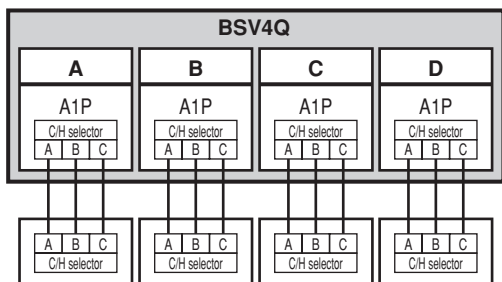 BSV4Q
A B C D
A1P A1P A1P A1P
C/H selector C/H selector C/H selector C/H selector
A B C A B C A B C A B C
A B C A B C A B C A B C
C/H selector C/H selector C/H selector C/H selector